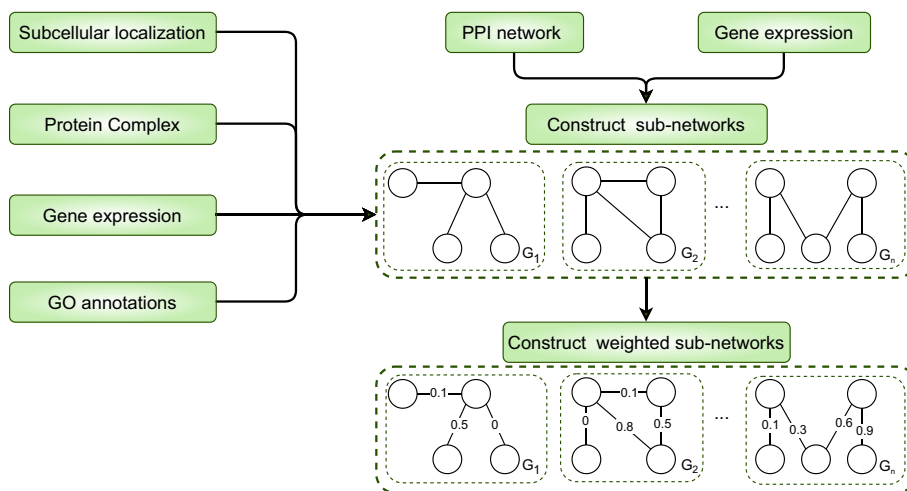 Subcellular localization
Protein Complex
Gene expression
GO annotations
PPI network
Gene expression
Construct sub-networks
G1
G2
...
Gn
Construct weighted sub-networks
0.1
0.5
0
G1
0.1
0
0.8
0.5
G2
...
0.1
0.3
0.6
0.9
Gn